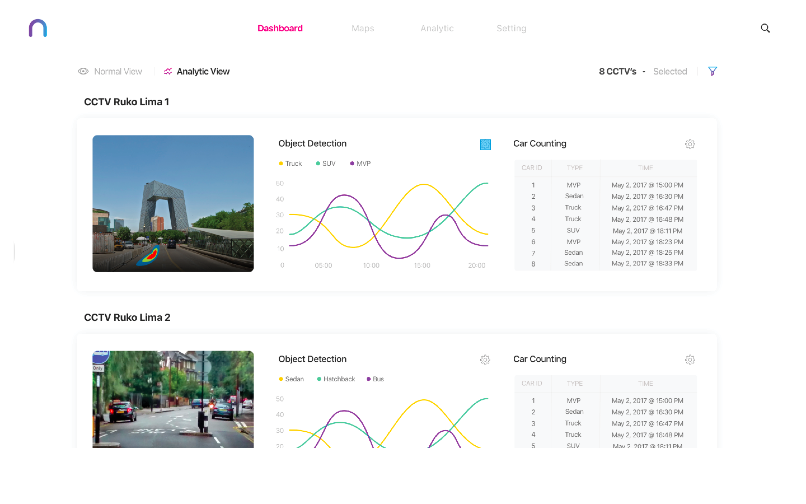 Dashboard Maps Analytic Setting
Normal View Analytic View 8 CCTV's • Selected
CCTV Ruko Lima 1
Object Detection Car Counting
Truck SUV MVP
CAR ID TYPE TIME
50
40
30
20
10
0 05:00 10:00 15:00 20:00
1 MVP May 2, 2017 @ 15:00 PM
2 Sedan May 2, 2017 @ 16:30 PM
3 Truck May 2, 2017 @ 16:47 PM
4 Truck May 2, 2017 @ 16:48 PM
5 SUV May 2, 2017 @ 18:11 PM
6 MVP May 2, 2017 @ 18:23 PM
7 Sedan May 2, 2017 @ 18:25 PM
8 Sedan May 2, 2017 @ 18:33 PM
CCTV Ruko Lima 2
Object Detection Car Counting
Sedan Hatchback Bus
CAR ID TYPE TIME
50
40
30
20
1 MVP May 2, 2017 @ 15:00 PM
2 Sedan May 2, 2017 @ 16:30 PM
3 Truck May 2, 2017 @ 16:47 PM
4 Truck May 2, 2017 @ 16:48 PM
5 SUV May 2, 2017 @ 18:11 PM